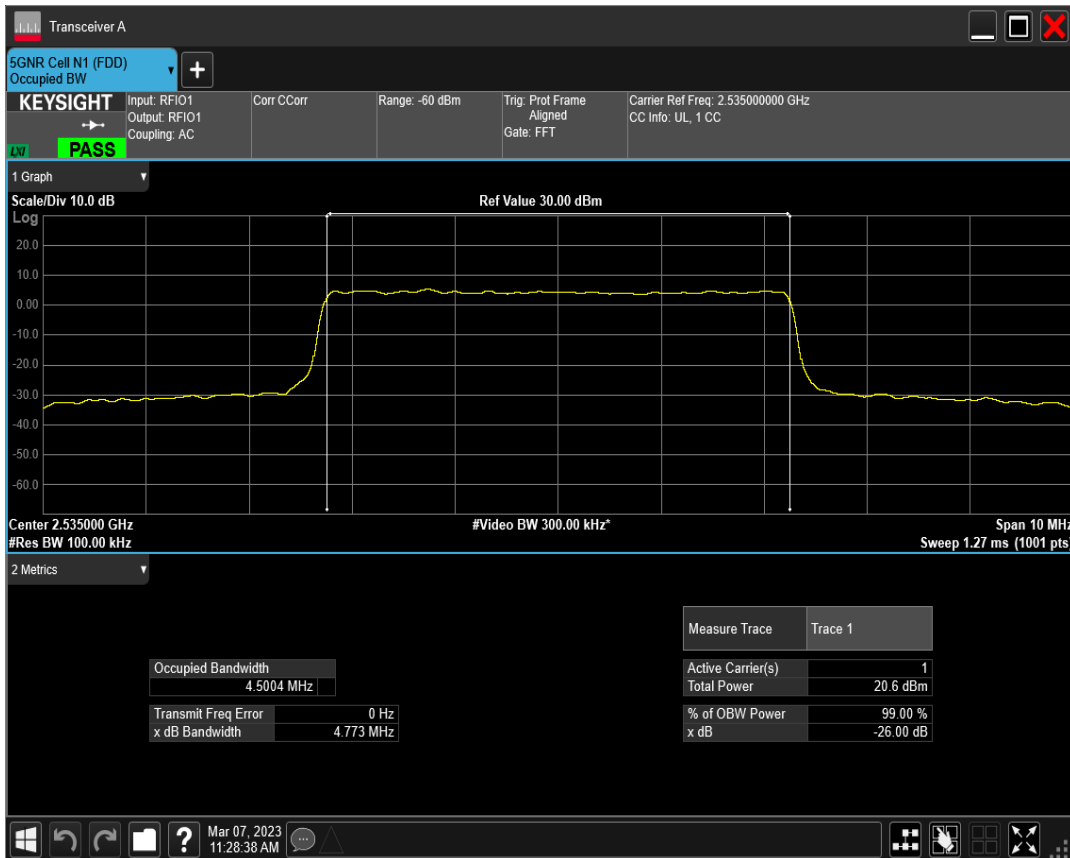 Transceiver A
5GNR Cell N1 (FDD)
Occupied BW
+
KEYSIGHT
LXI
PASS
Input: RFIO1
Output: RFIO1
Coupling: AC
Corr CCorr
Range: -60 dBm
Trig: Prot Frame
Aligned
Gate: FFT
Carrier Ref Freq: 2.535000000 GHz
CC Info: UL, 1 CC
1 Graph
Scale/Div 10.0 dB
Ref Value 30.00 dBm
Log
20.0
10.0
0.00
-10.0
-20.0
-30.0
-40.0
-50.0
-60.0
Center 2.535000 GHz
#Video BW 300.00 kHz*
Span 10 MHz
#Res BW 100.00 kHz
Sweep 1.27 ms (1001 pts)
2 Metrics
Measure Trace Trace 1
Occupied Bandwidth
4.5004 MHz
Active Carrier(s) 1
Total Power 20.6 dBm
Transmit Freq Error 0 Hz
x dB Bandwidth 4.773 MHz
% of OBW Power 99.00 %
x dB -26.00 dB
?
Mar 07, 2023
11:28:38 AM